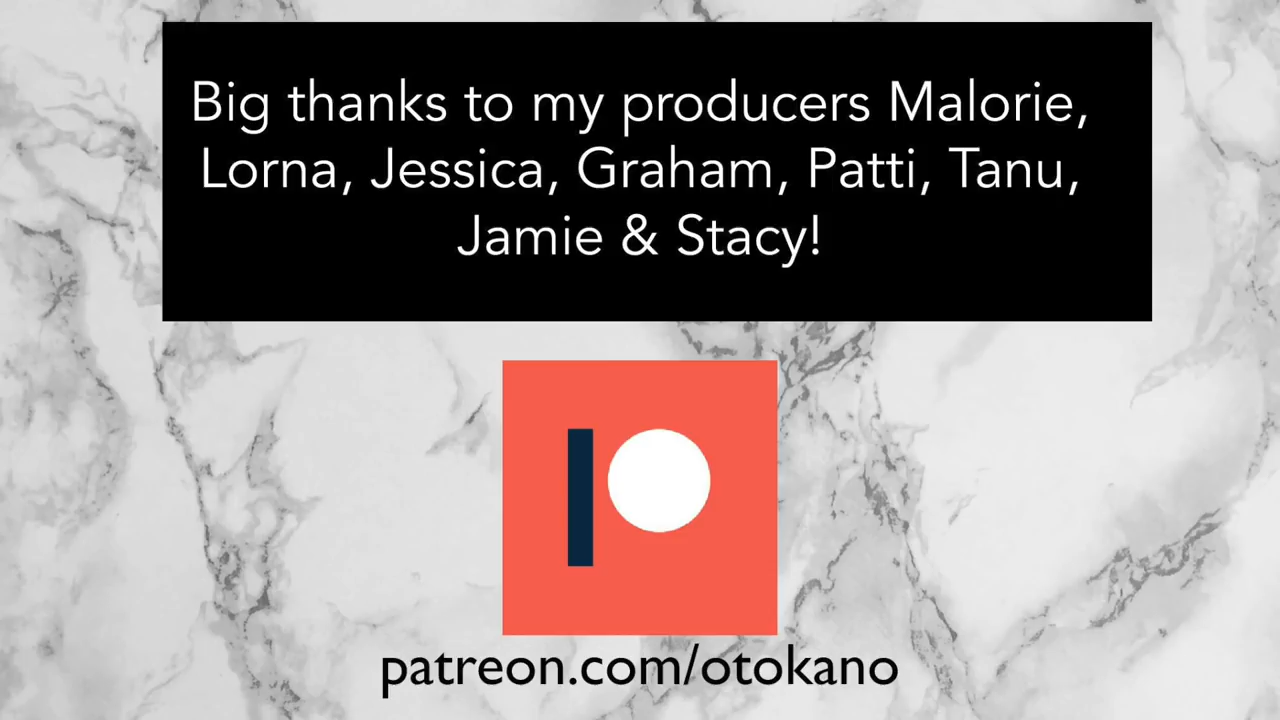 Big thanks to my producers Malorie,
Lorna, Jessica, Graham, Patti, Tanu,
Jamie & Stacy!
patreon.com/otokano